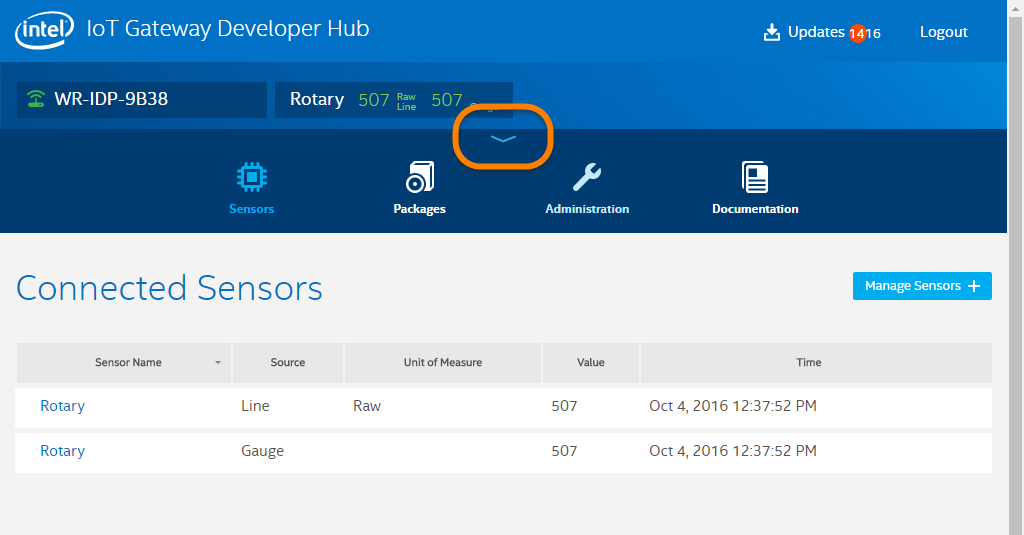 intel IoT Gateway Developer Hub
Updates 1416
Logout
WR-IDP-9B38
Rotary 507 Raw Line 507
Sensors Packages Administration Documentation
Connected Sensors
Manage Sensors +
Sensor Name Source Unit of Measure Value Time
Rotary Line Raw 507 Oct 4, 2016 12:37:52 PM
Rotary Gauge 507 Oct 4, 2016 12:37:52 PM